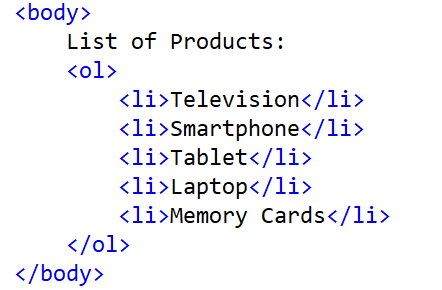 <body>
List of Products:
<ol>
<li>Television</li>
<li>Smartphone</li>
<li>Tablet</li>
<li>Laptop</li>
<li>Memory Cards</li>
</ol>
</body>